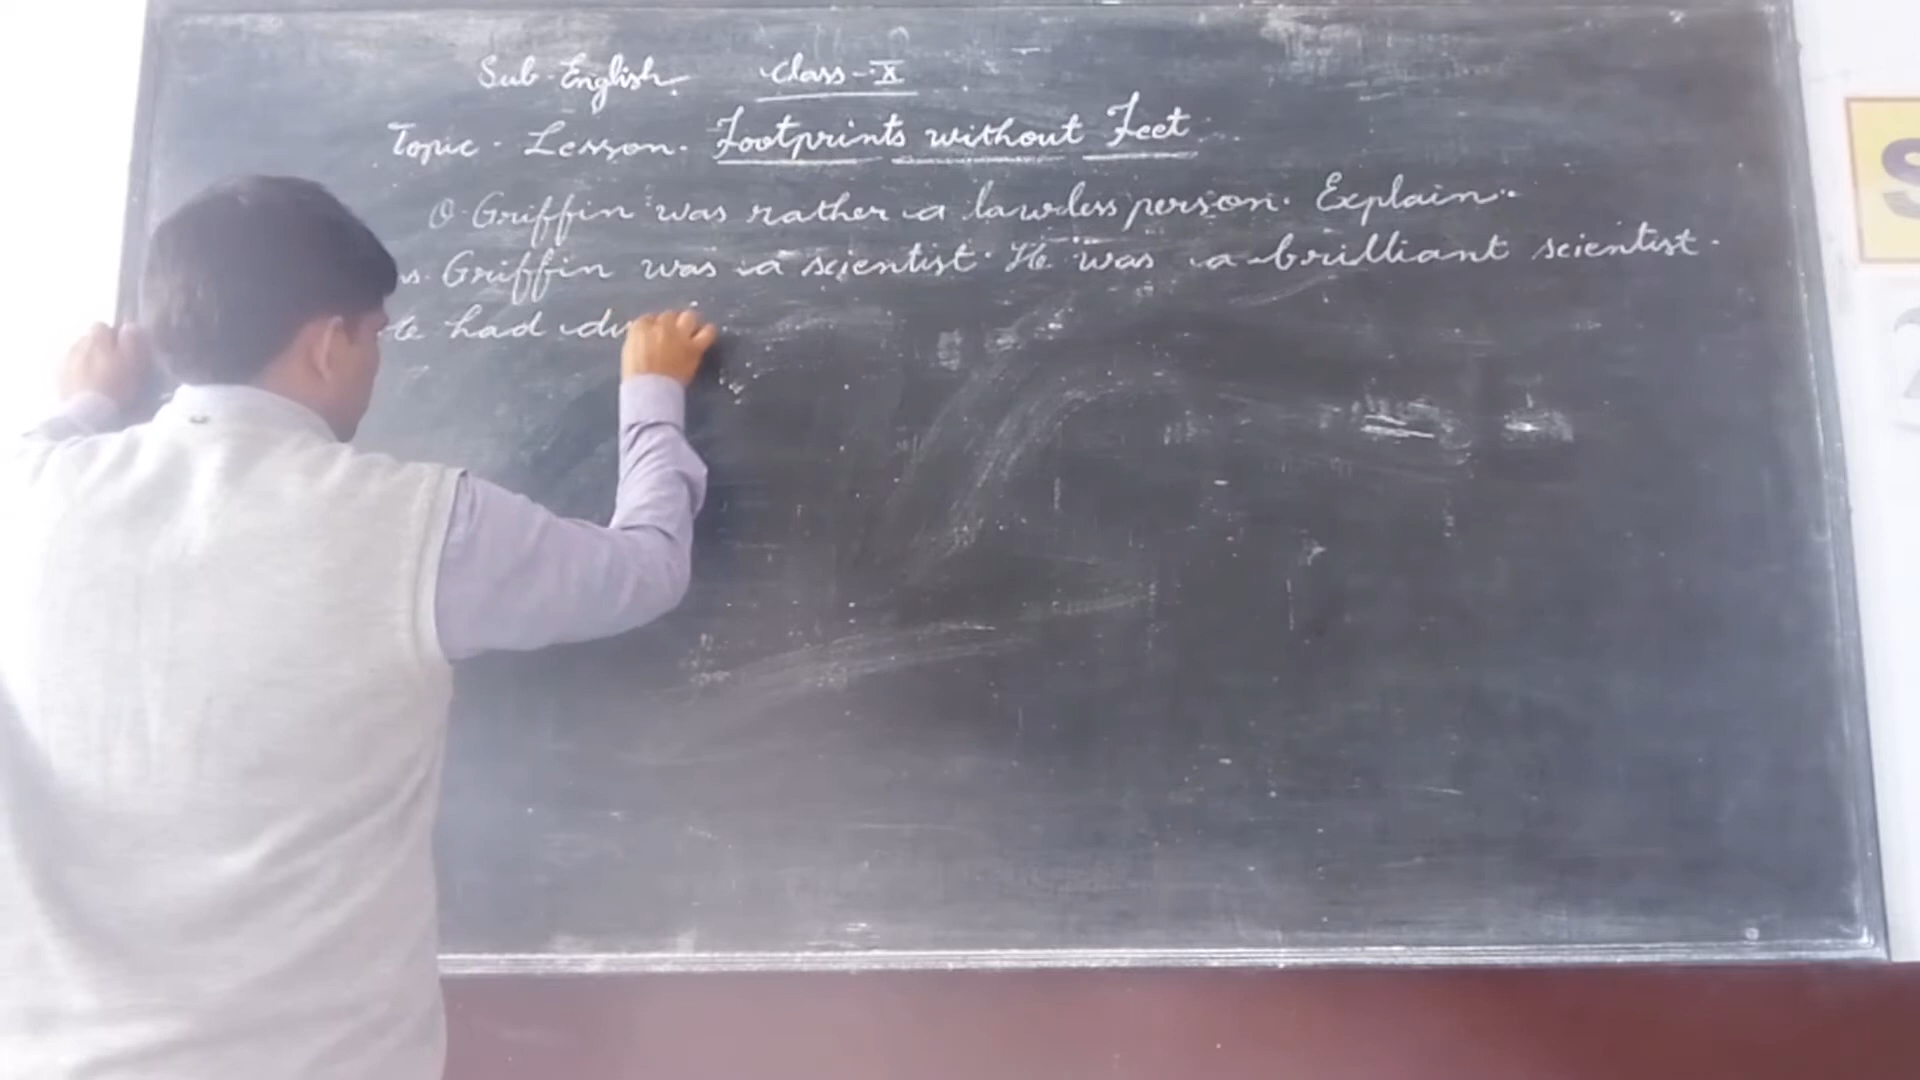 Sub - English Class - X
Topic - Lesson. Footprints without Feet
Q. Griffin was rather a lawless person. Explain.
Griffin was a scientist. He was a brilliant scientist.
had
S
2